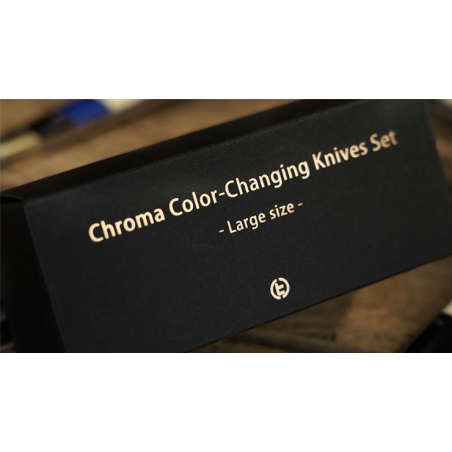 Chroma Color-Changing Knives Set
- Large size -